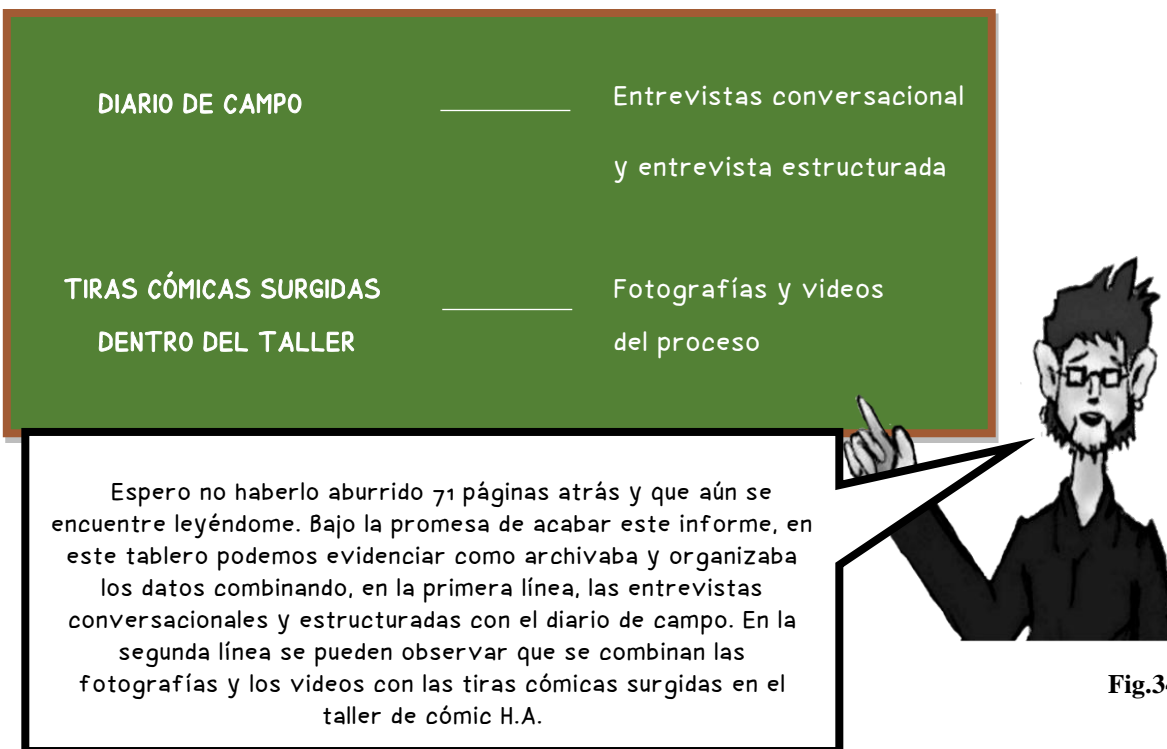 DIARIO DE CAMPO ________ Entrevistas conversacional
y entrevista estructurada
TIRAS CÓMICAS SURGIDAS ________ Fotografías y videos
DENTRO DEL TALLER del proceso
Espero no haberlo aburrido 71 páginas atrás y que aún se
encuentre leyéndome. Bajo la promesa de acabar este informe, en
este tablero podemos evidenciar como archivaba y organizaba
los datos combinando, en la primera línea, las entrevistas
conversacionales y estructuradas con el diario de campo. En la
segunda línea se pueden observar que se combinan las
fotografías y los videos con las tiras cómicas surgidas en el
taller de cómic H.A.
Fig.3